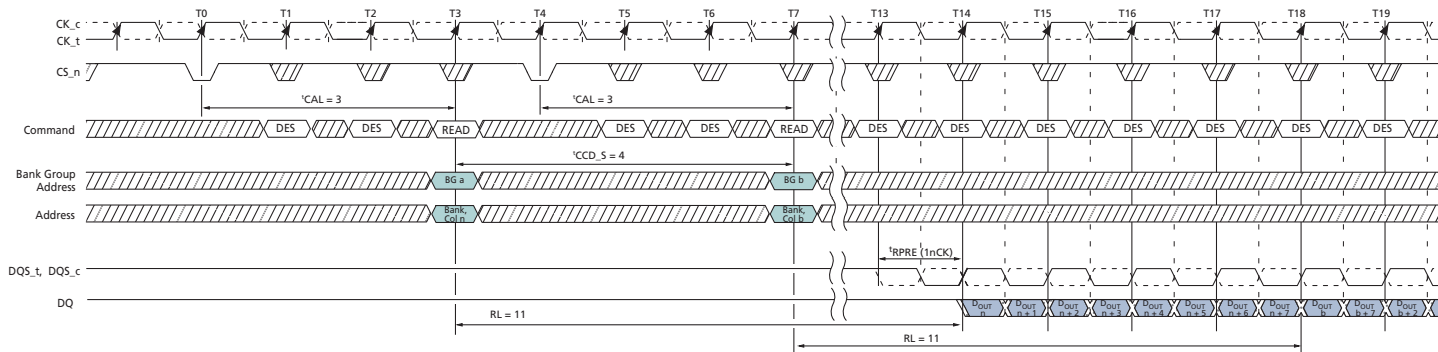 T0 T1 T2 T3 T4 T5 T6 T7 T13 T14 T15 T16 T17 T18 T19
CK_c
CK_t
CS_n
tCAL = 3 tCAL = 3
Command DES DES READ DES DES READ DES DES DES DES DES DES DES
tCCD_S = 4
Bank Group
Address
BG a BG b
Address
Bank,
Col n
Bank,
Col b
tRPRE (1nCK)
DQS_t, DQS_c
DQ
DOUT
n
DOUT
n + 1
DOUT
n + 2
DOUT
n + 3
DOUT
n + 4
DOUT
n + 5
DOUT
n + 6
DOUT
n + 7
DOUT
b
DOUT
b + 7
DOUT
b + 2
RL = 11
RL = 11